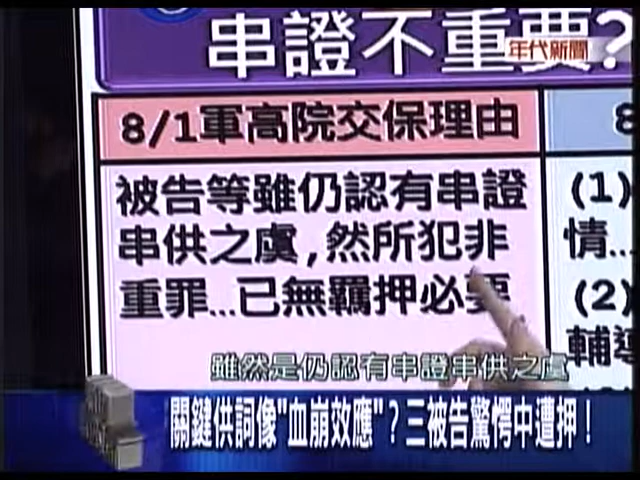 串證不重要?
年代新聞
8/1軍高院交保理由
8
被告等雖仍認有串證
串供之虞,然所犯非
重罪...已無羈押必要
(1)
情...
(2)
輔導
雖然是仍認有串證串供之虞
關鍵供詞像"血崩效應"?三被告驚愕中遭押!